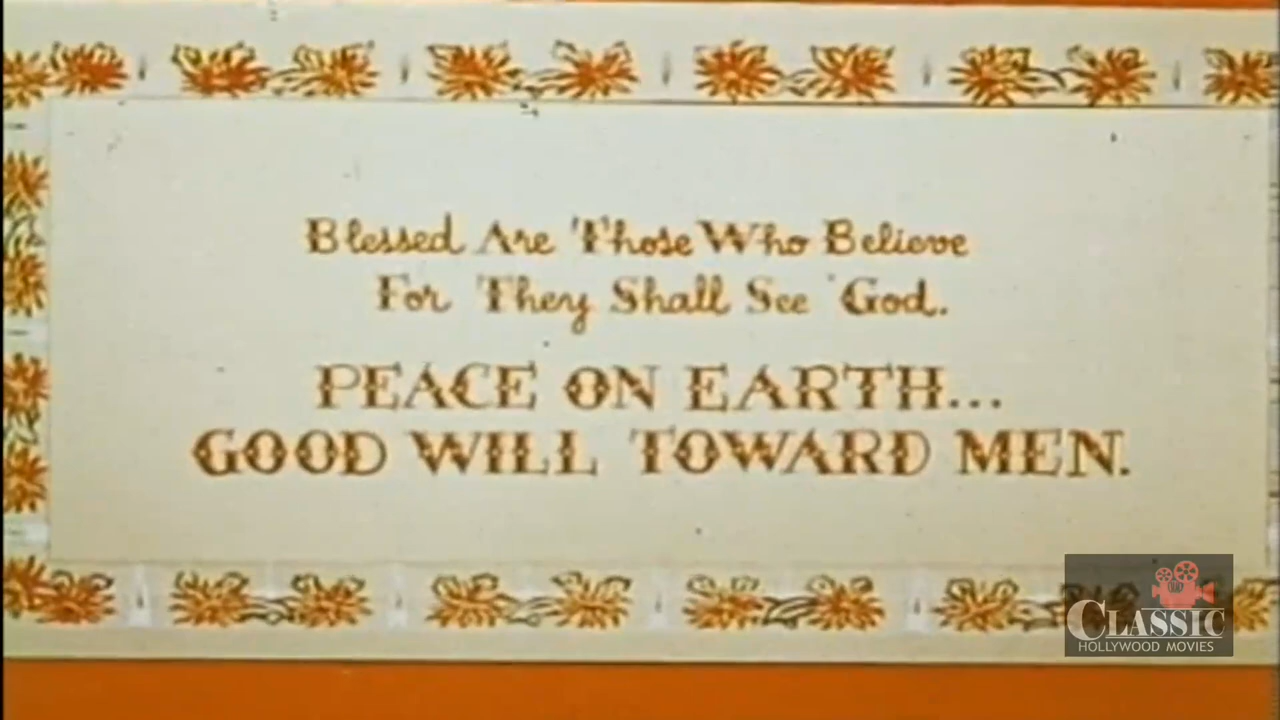 Blessed Are Those Who Believe
For They Shall See God.
PEACE ON EARTH...
GOOD WILL TOWARD MEN.
CLASSIC
HOLLYWOOD MOVIES